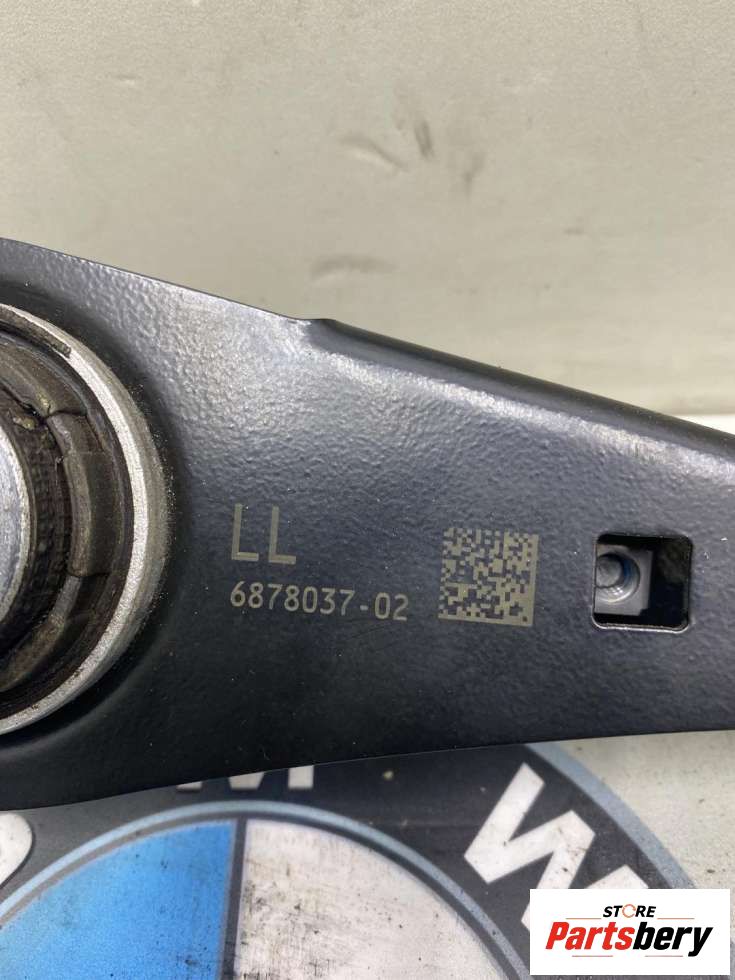 LL
6878037-02
B M W
STORE
Partsbery